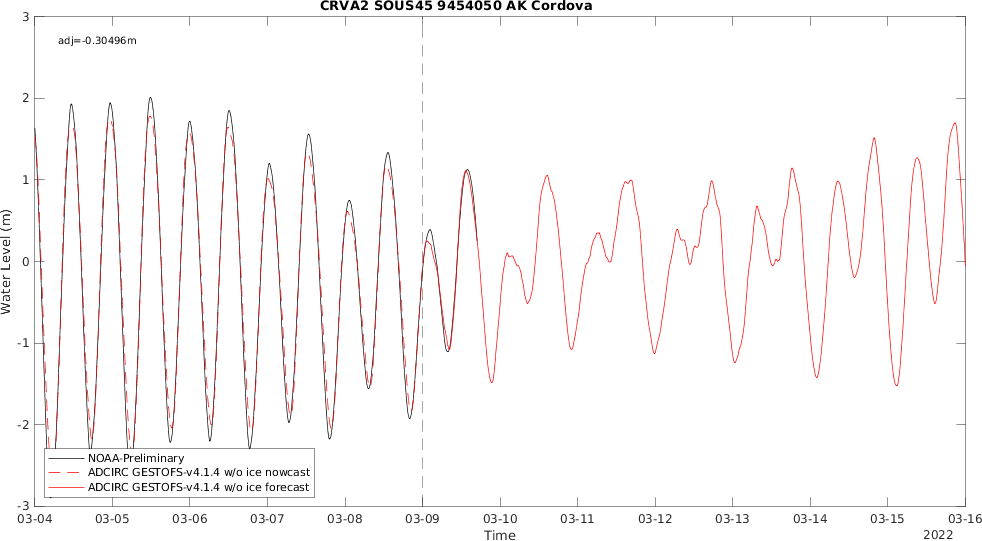 CRVA2 SOUS45 9454050 AK Cordova
adj=-0.30496m
3
2
1
0
-1
-2
-3
Water Level (m)
NOAA-Preliminary
ADCIRC GESTOFS-v4.1.4 w/o ice nowcast
ADCIRC GESTOFS-v4.1.4 w/o ice forecast
03-04 03-05 03-06 03-07 03-08 03-09 03-10 03-11 03-12 03-13 03-14 03-15 03-16
Time
2022